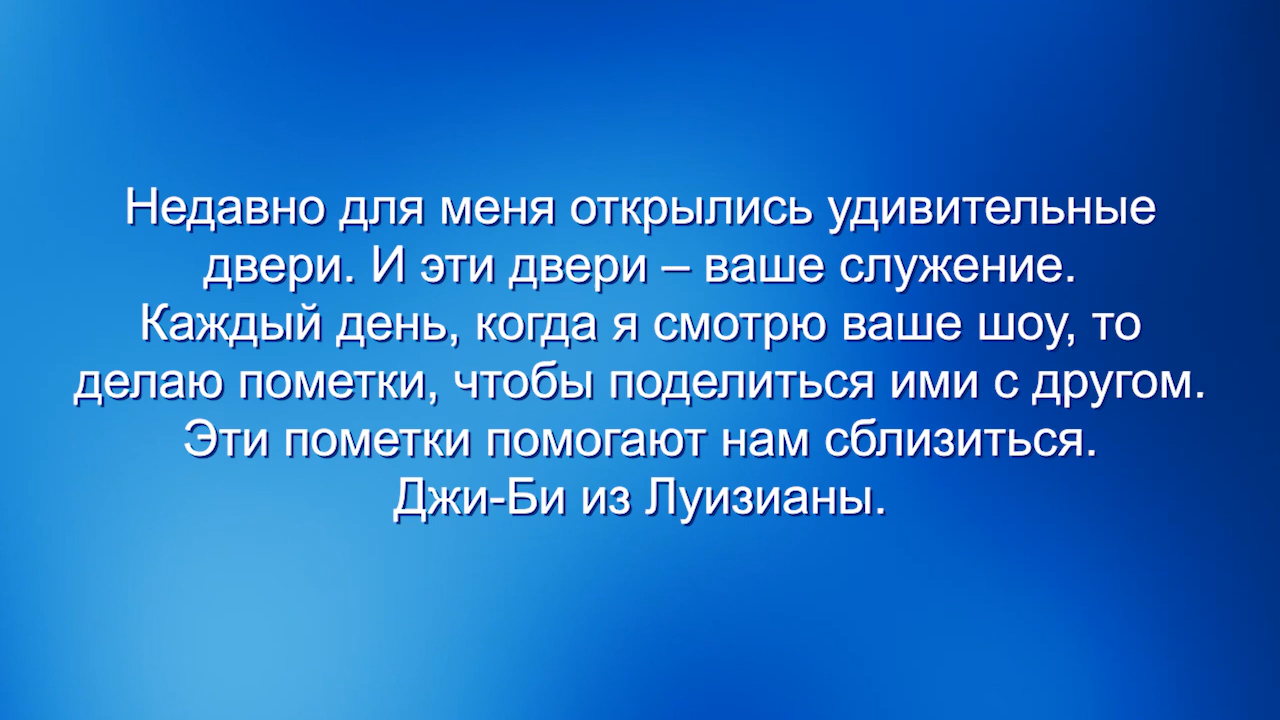 Недавно для меня открылись удивительные
двери. И эти двери – ваше служение.
Каждый день, когда я смотрю ваше шоу, то
делаю пометки, чтобы поделиться ими с другом.
Эти пометки помогают нам сблизиться.
Джи-Би из Луизианы.